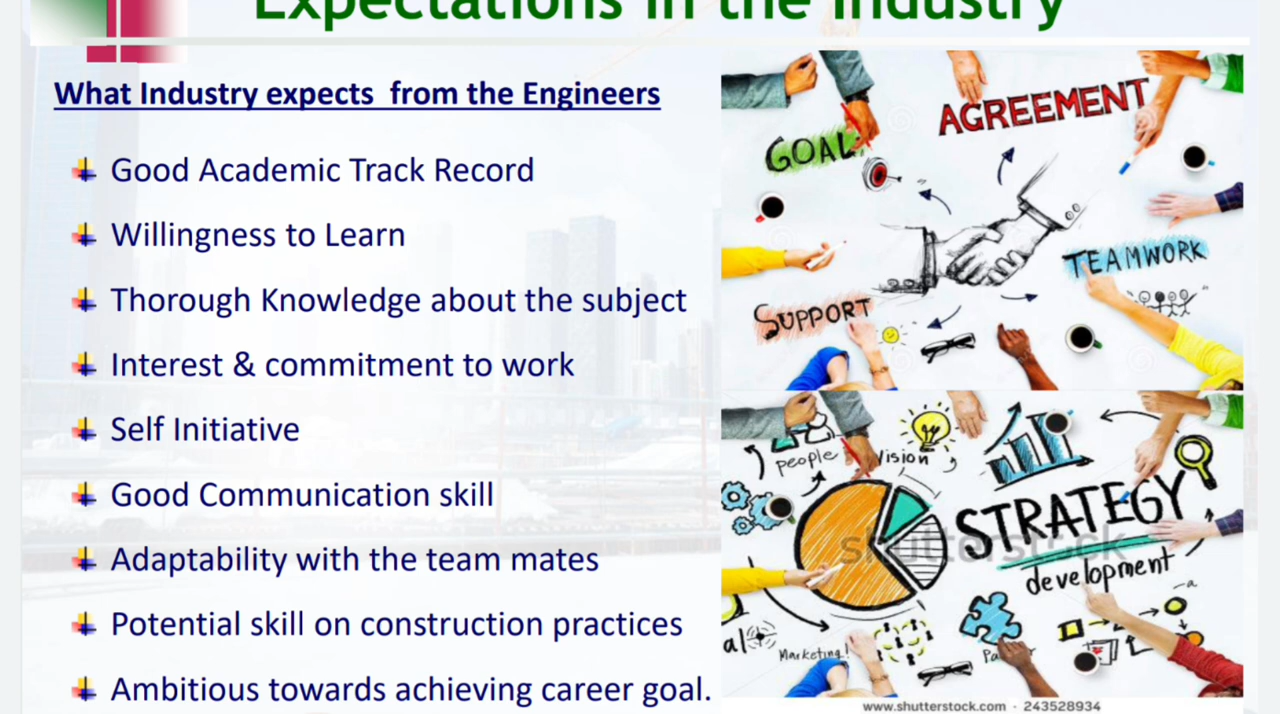 Expectations in the Industry
What Industry expects from the Engineers
Good Academic Track Record
Willingness to Learn
Thorough Knowledge about the subject
Interest & commitment to work
Self Initiative
Good Communication skill
Adaptability with the team mates
Potential skill on construction practices
Ambitious towards achieving career goal.
AGREEMENT
GOAL
TEAMWORK
SUPPORT
people
Vision
STRATEGY
shutterstock
development
Marketing!
www.shutterstock.com · 243528934